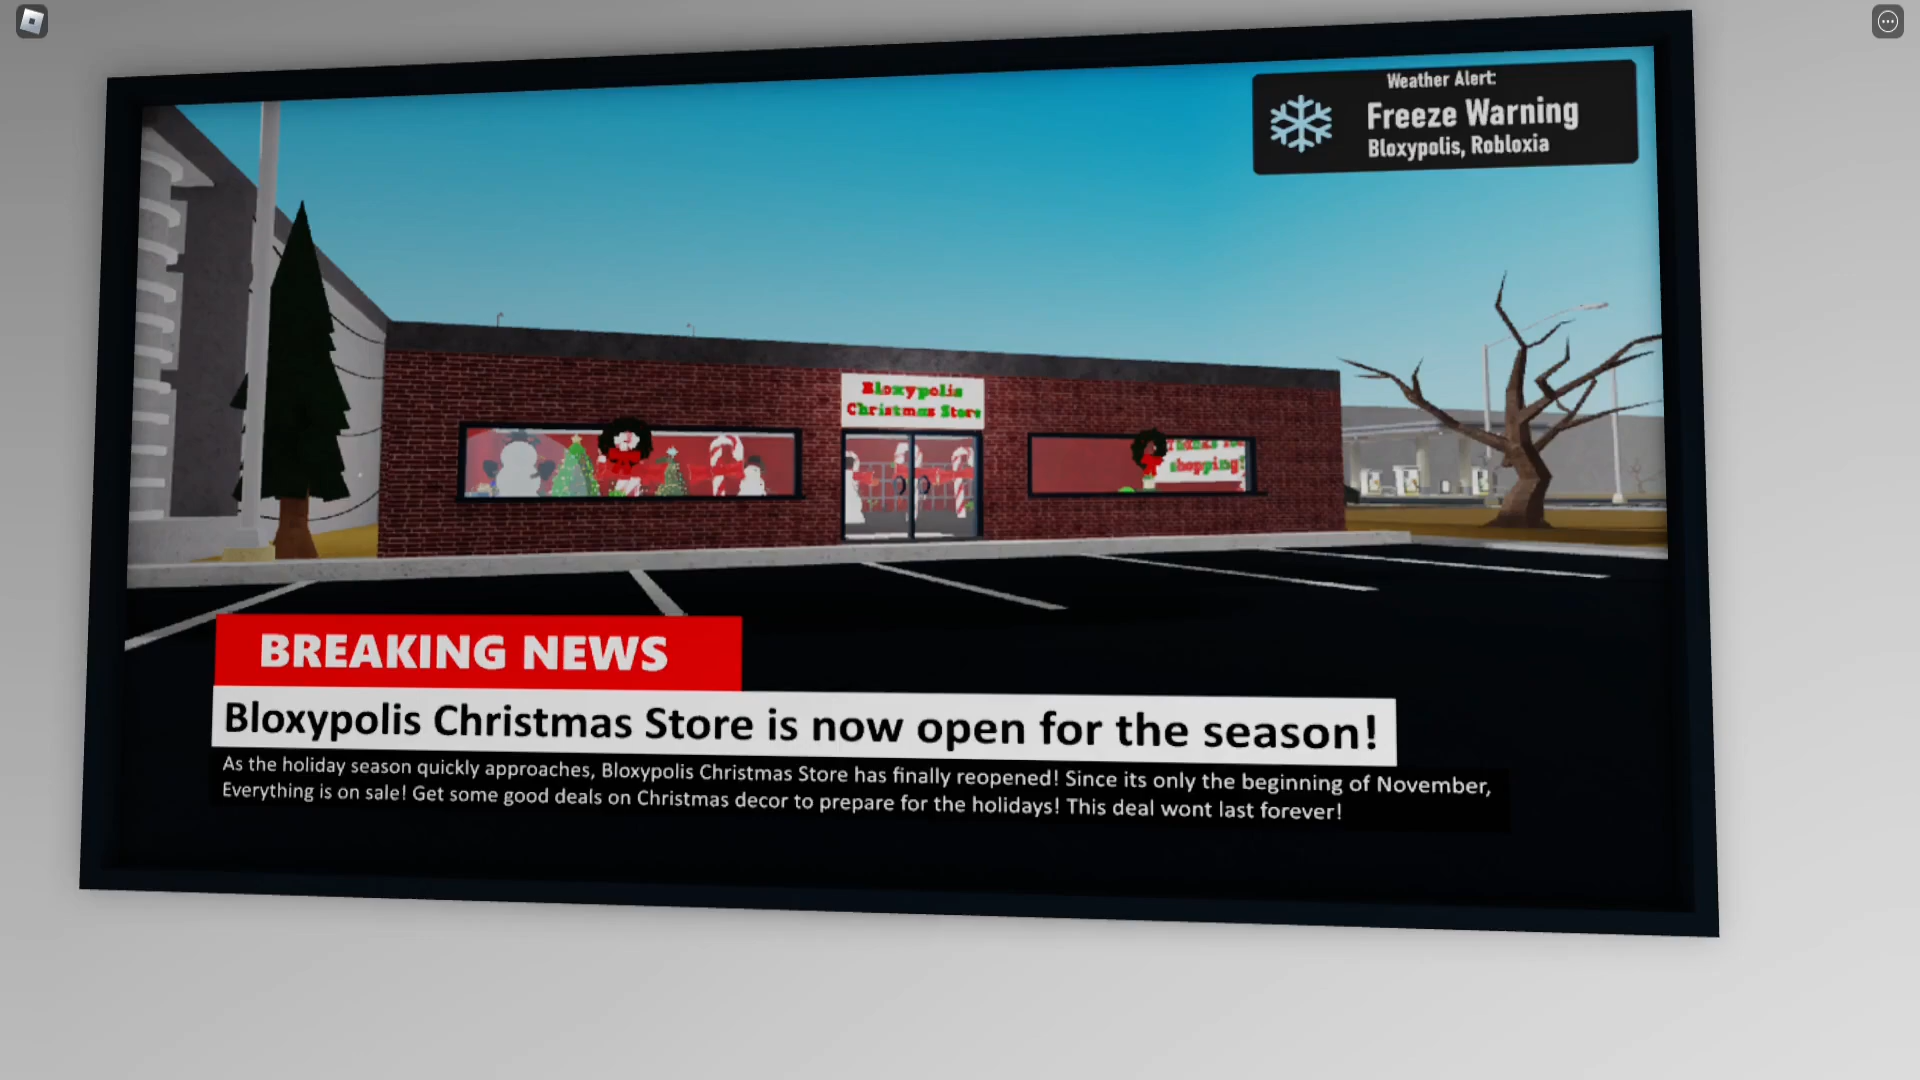 Weather Alert:
Freeze Warning
Bloxypolis, Robloxia
Bloxypolis
Christmas Store
shopping!
BREAKING NEWS
Bloxypolis Christmas Store is now open for the season!
As the holiday season quickly approaches, Bloxypolis Christmas Store has finally reopened! Since its only the beginning of November,
Everything is on sale! Get some good deals on Christmas decor to prepare for the holidays! This deal wont last forever!